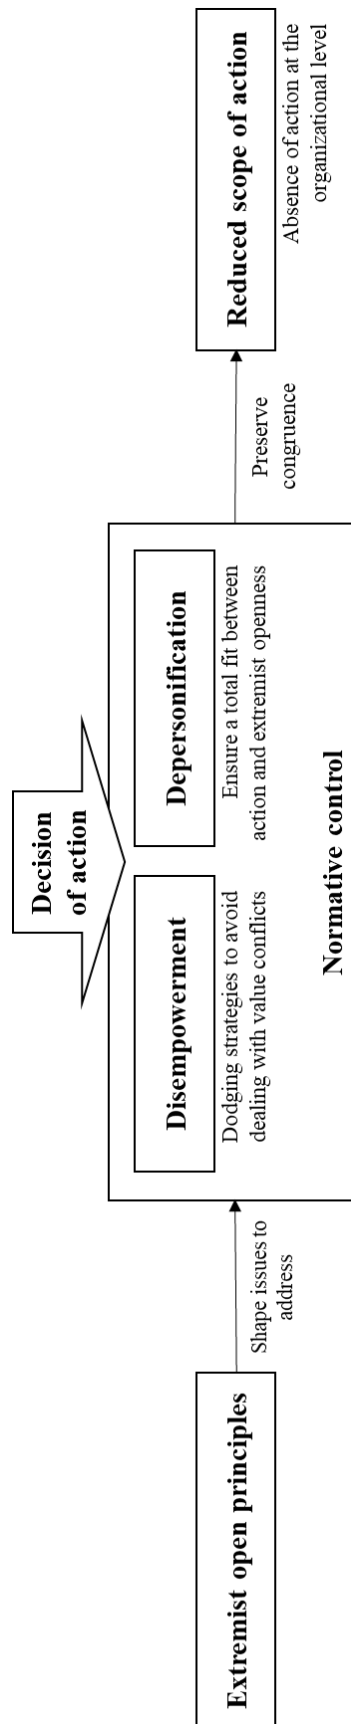 Extremist open principles
Shape issues to
address
Decision
of action
Disempowerment
Dodging strategies to avoid
dealing with value conflicts
Depersonification
Ensure a total fit between
action and extremist openness
Normative control
Preserve
congruence
Reduced scope of action
Absence of action at the
organizational level